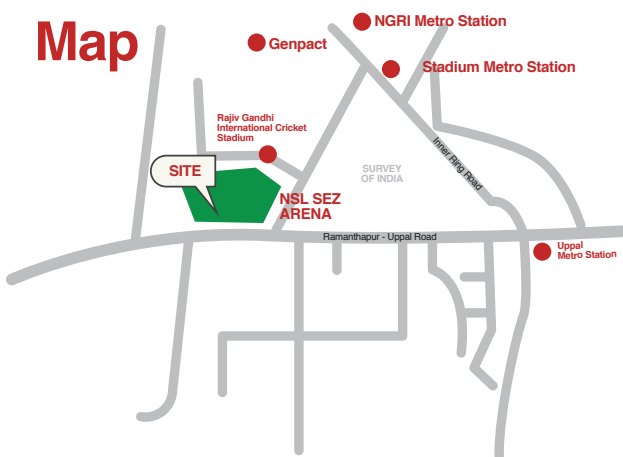 Map
NGRI Metro Station
Genpact
Stadium Metro Station
Rajiv Gandhi
International Cricket
Stadium
Inner Ring Road
SITE
SURVEY
OF INDIA
NSL SEZ
ARENA
Ramanthapur - Uppal Road
Uppal
Metro Station